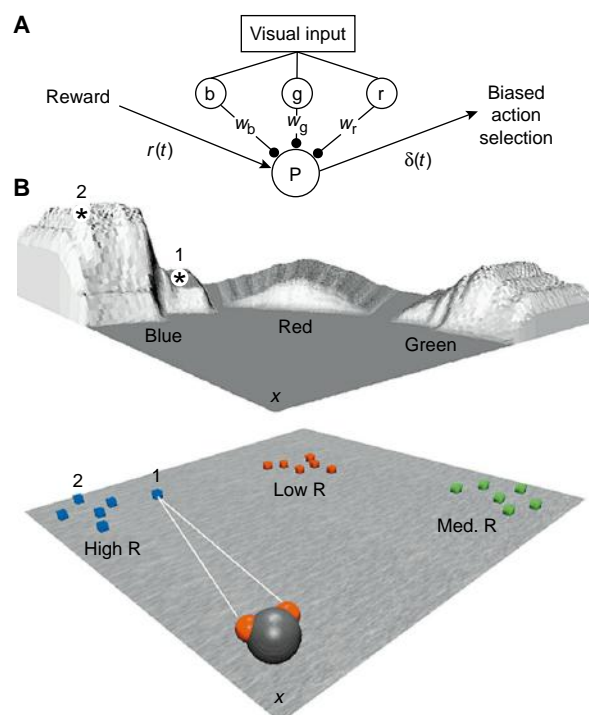 A
Visual input
b g r
Reward
w_b w_g w_r
Biased
action
selection
r(t)
P
δ(t)
B
2
1
*
*
Blue
Red
Green
x
2
1
Low R
High R
Med. R
x